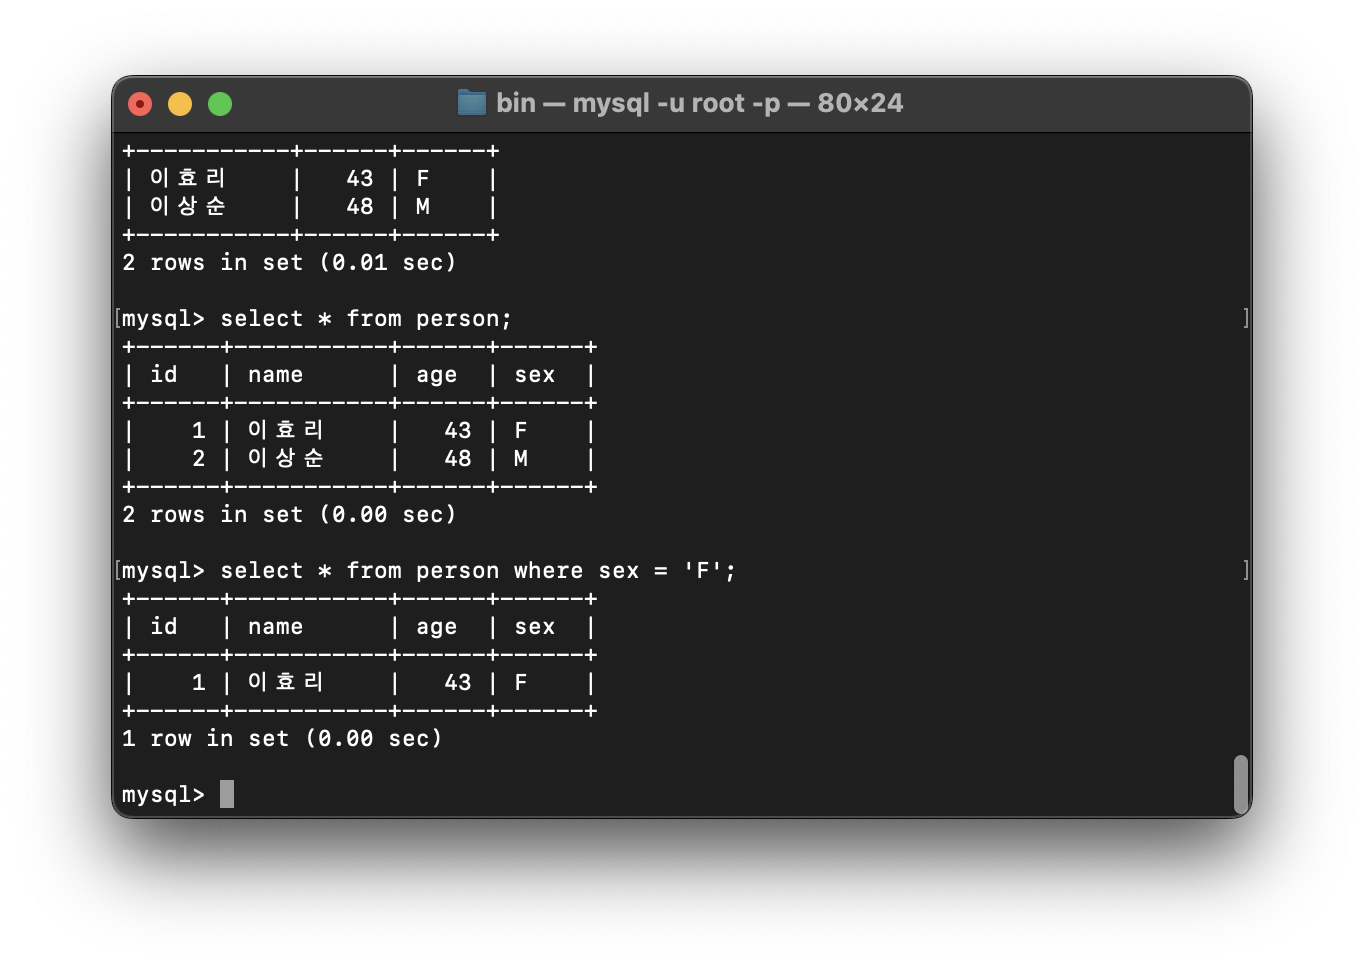 bin — mysql -u root -p — 80×24
+-----------+------+------+
| 이효리     |   43 | F    |
| 이상순     |   48 | M    |
+-----------+------+------+
2 rows in set (0.01 sec)
[mysql> select * from person; ]
+------+-----------+------+------+
| id   | name      | age  | sex  |
+------+-----------+------+------+
|    1 | 이효리     |   43 | F    |
|    2 | 이상순     |   48 | M    |
+------+-----------+------+------+
2 rows in set (0.00 sec)
[mysql> select * from person where sex = 'F'; ]
+------+-----------+------+------+
| id   | name      | age  | sex  |
+------+-----------+------+------+
|    1 | 이효리     |   43 | F    |
+------+-----------+------+------+
1 row in set (0.00 sec)
mysql>